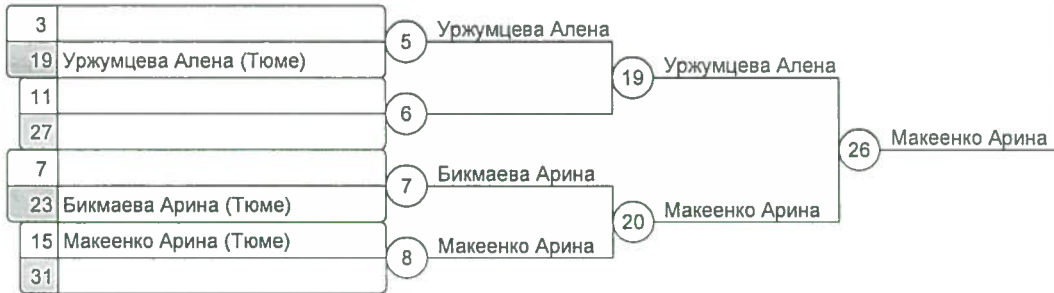 3
5 Уржумцева Алена
19 Уржумцева Алена (Тюме)
19 Уржумцева Алена
11
6
27
26 Макеенко Арина
7
7 Бикмаева Арина
23 Бикмаева Арина (Тюме)
20 Макеенко Арина
15 Макеенко Арина (Тюме)
8 Макеенко Арина
31